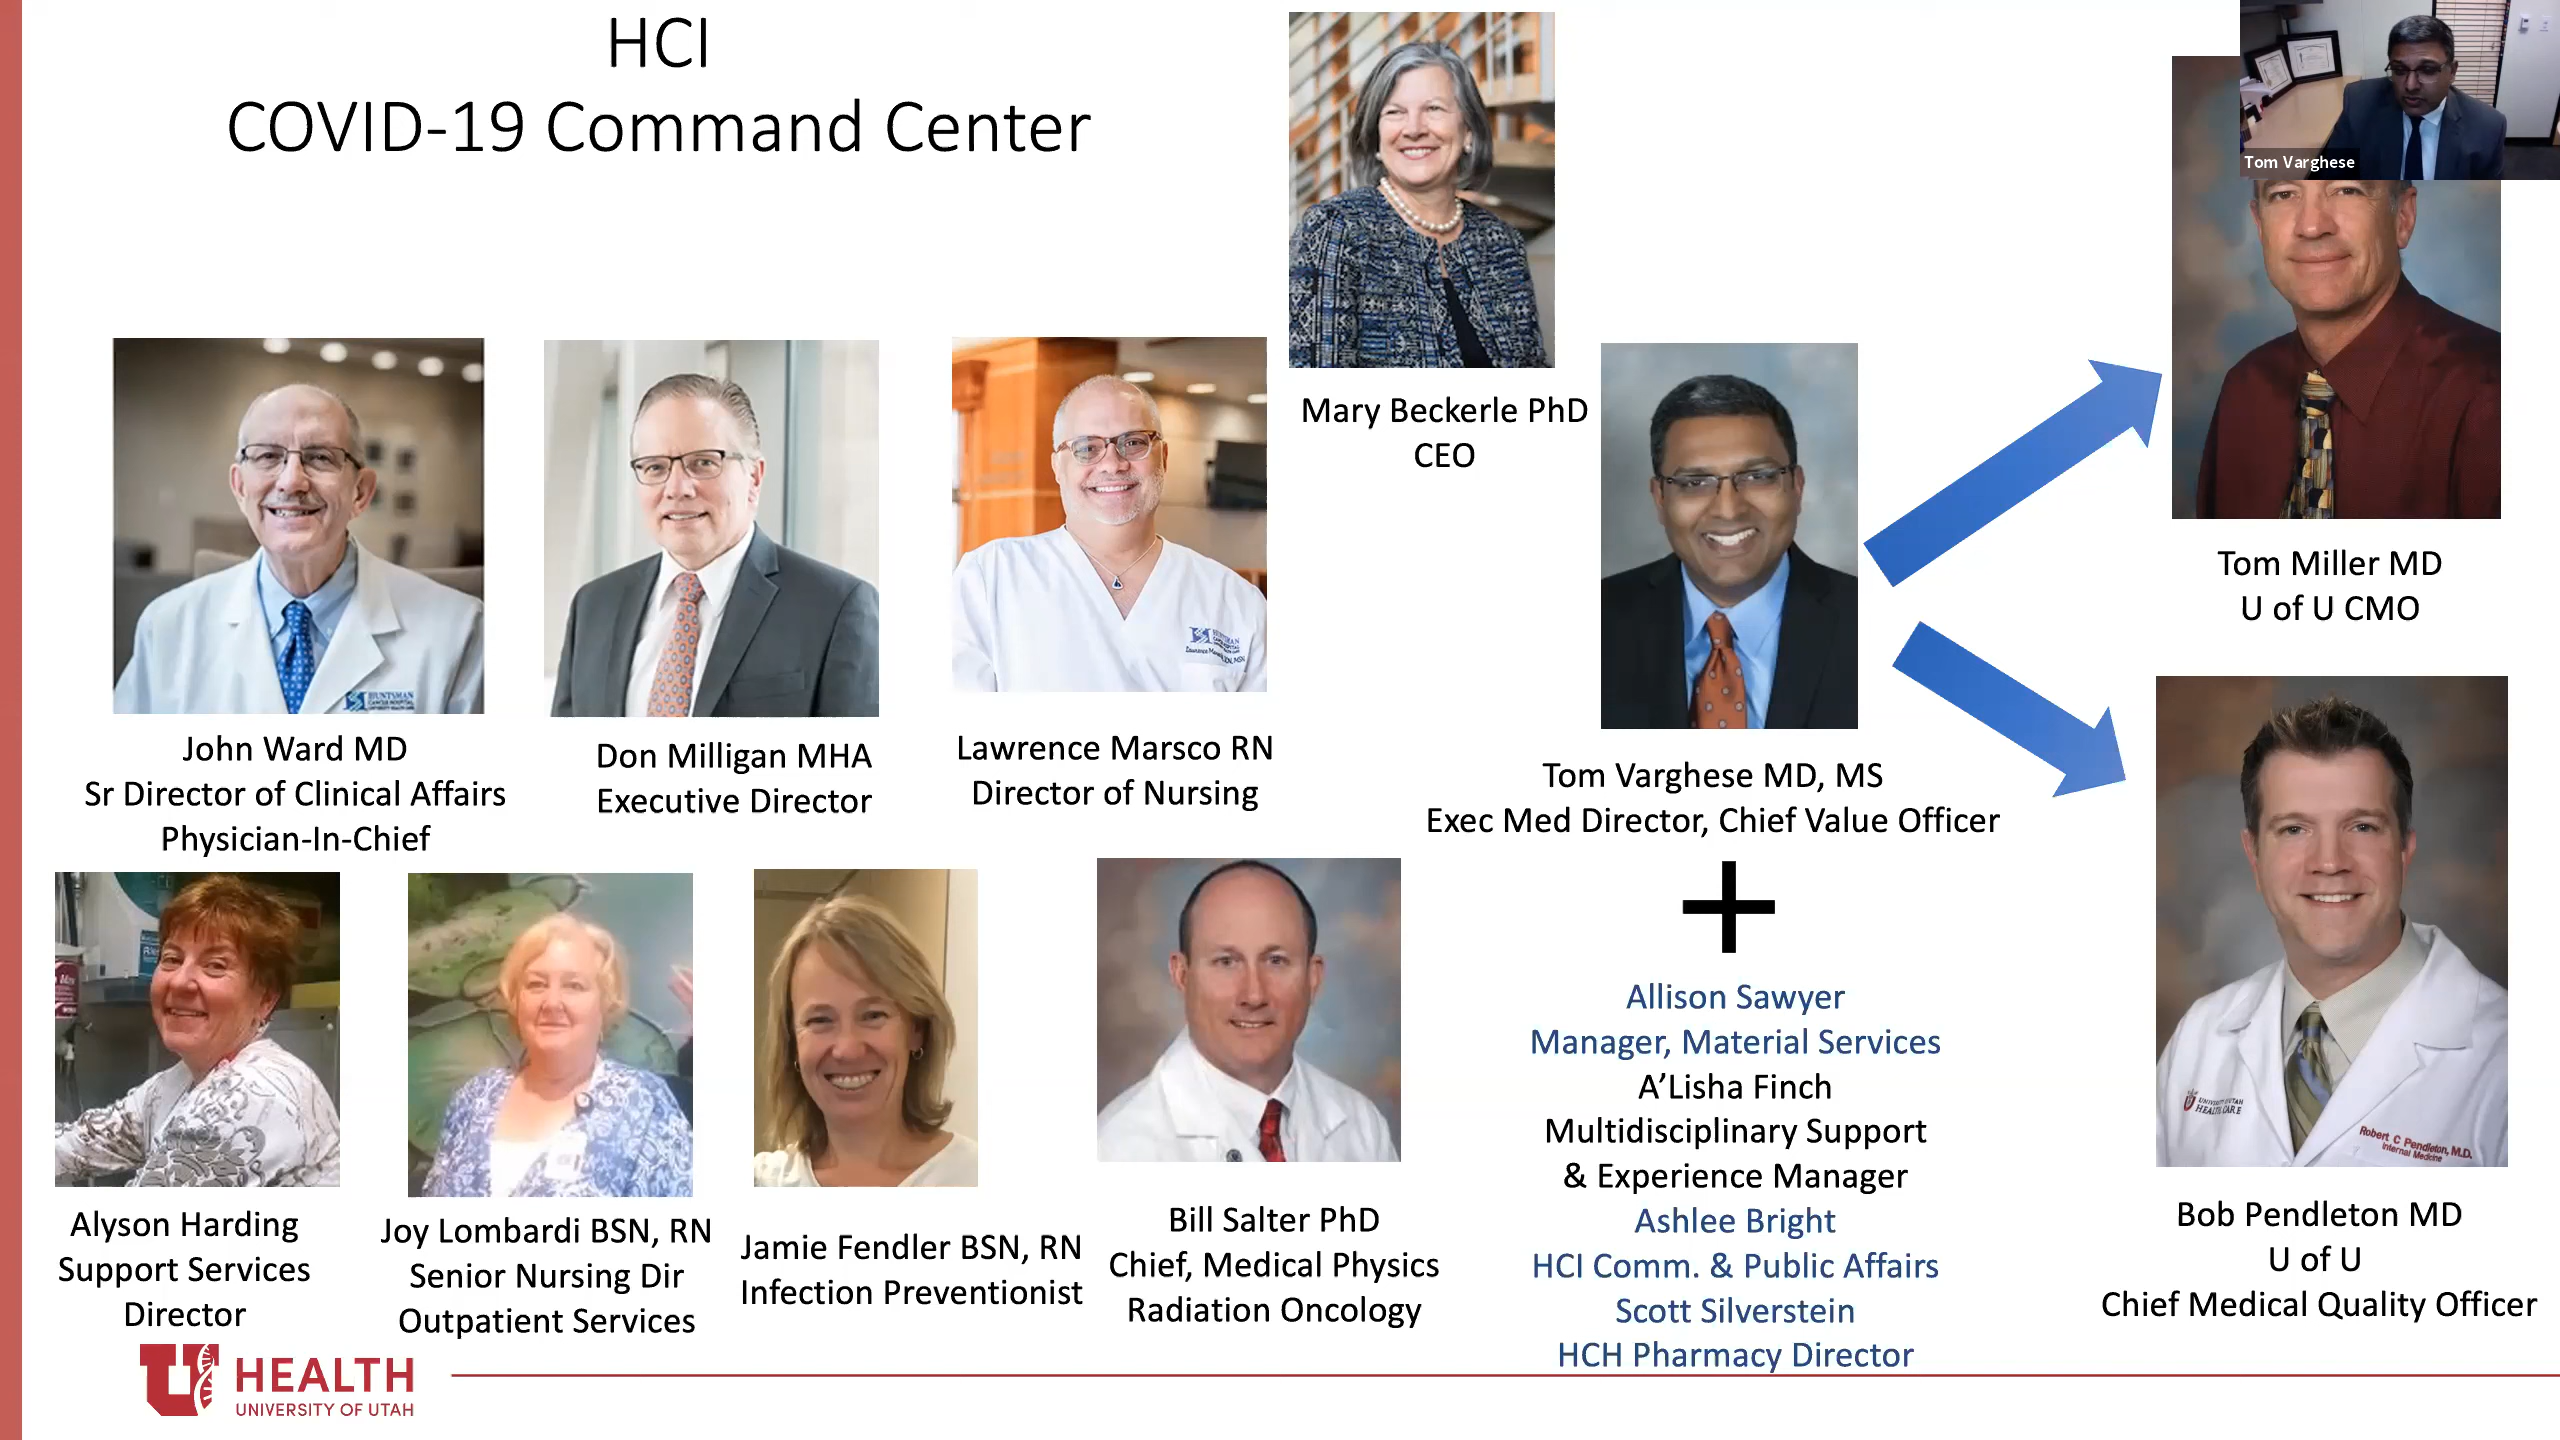 HCI
COVID-19 Command Center
Tom Varghese
Mary Beckerle PhD
CEO
Tom Miller MD
U of U CMO
HUNTSMAN
John Ward MD
Sr Director of Clinical Affairs
Physician-In-Chief
Don Milligan MHA
Executive Director
Lawrence Marsco RN
Director of Nursing
Tom Varghese MD, MS
Exec Med Director, Chief Value Officer
+
Allison Sawyer
Manager, Material Services
A’Lisha Finch
Multidisciplinary Support
& Experience Manager
Ashlee Bright
HCI Comm. & Public Affairs
Scott Silverstein
HCH Pharmacy Director
UNIVERSITY OF UTAH
HEALTH CARE
Robert C Pendleton, M.D.
Internal Medicine
Alyson Harding
Support Services
Director
Joy Lombardi BSN, RN
Senior Nursing Dir
Outpatient Services
Jamie Fendler BSN, RN
Infection Preventionist
Bill Salter PhD
Chief, Medical Physics
Radiation Oncology
Bob Pendleton MD
U of U
Chief Medical Quality Officer
U HEALTH
UNIVERSITY OF UTAH